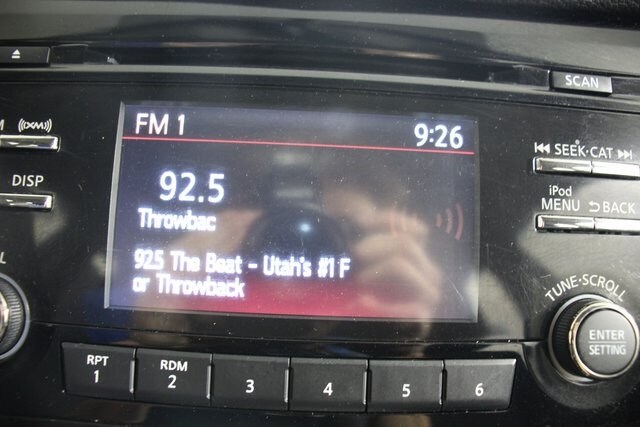 SCAN
FM 1 9:26
XM
SEEK·CAT
DISP
92.5
iPod
MENU BACK
Throwbac
925 The Beat - Utah's #1 F
or Throwback
TUNE·SCROLL
ENTER
SETTING
RPT RDM
1 2 3 4 5 6